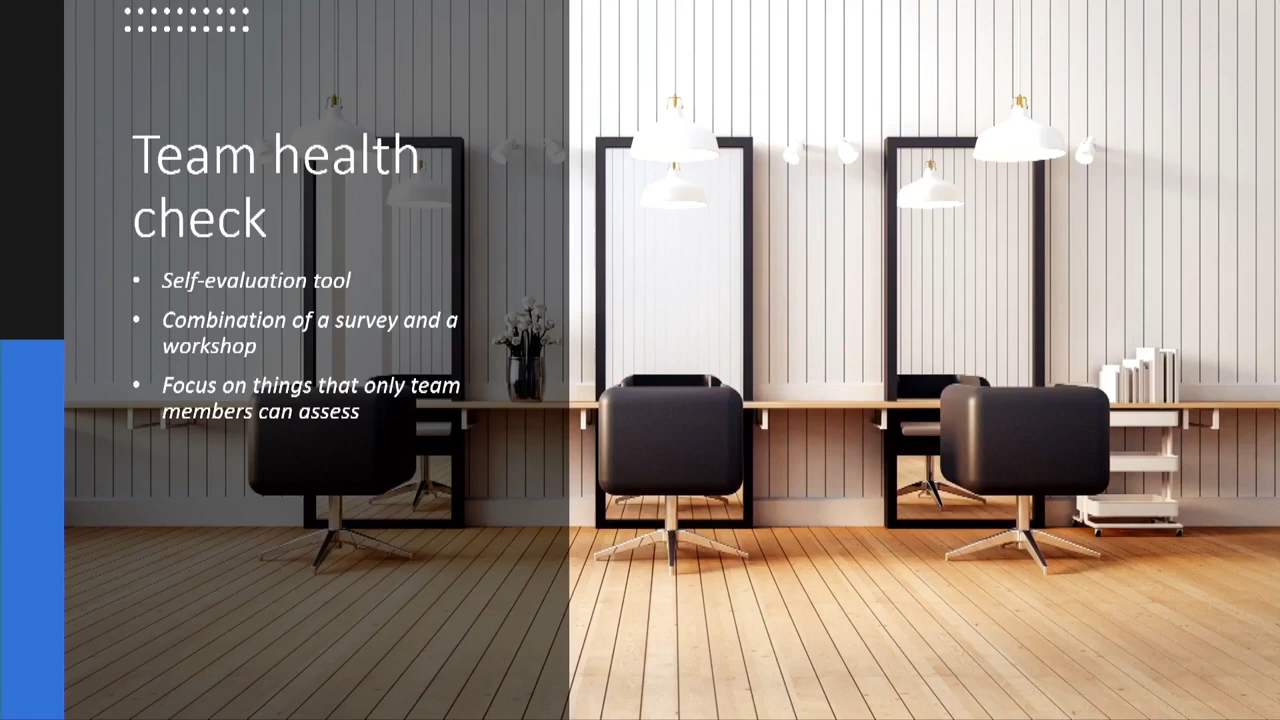 Team health
check
• Self-evaluation tool
• Combination of a survey and a
workshop
• Focus on things that only team
members can assess